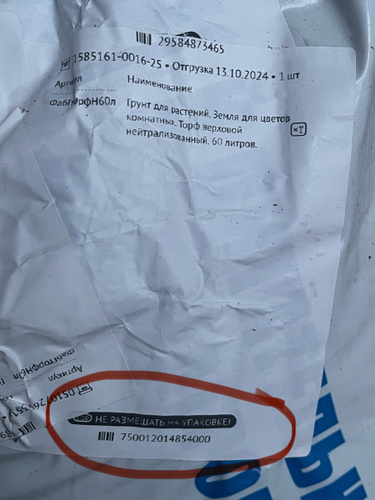 29584873465
1585161-0016-25 • Отгрузка 13.10.2024 • 1 шт
Наименование
Грунт для растений. Земля для цветов
комнатных. Торф верховой
нейтрализованный. 60 литров.
НЕ РАЗМЕЩАТЬ НА УПАКОВКЕ!
750012014854000
Артикул